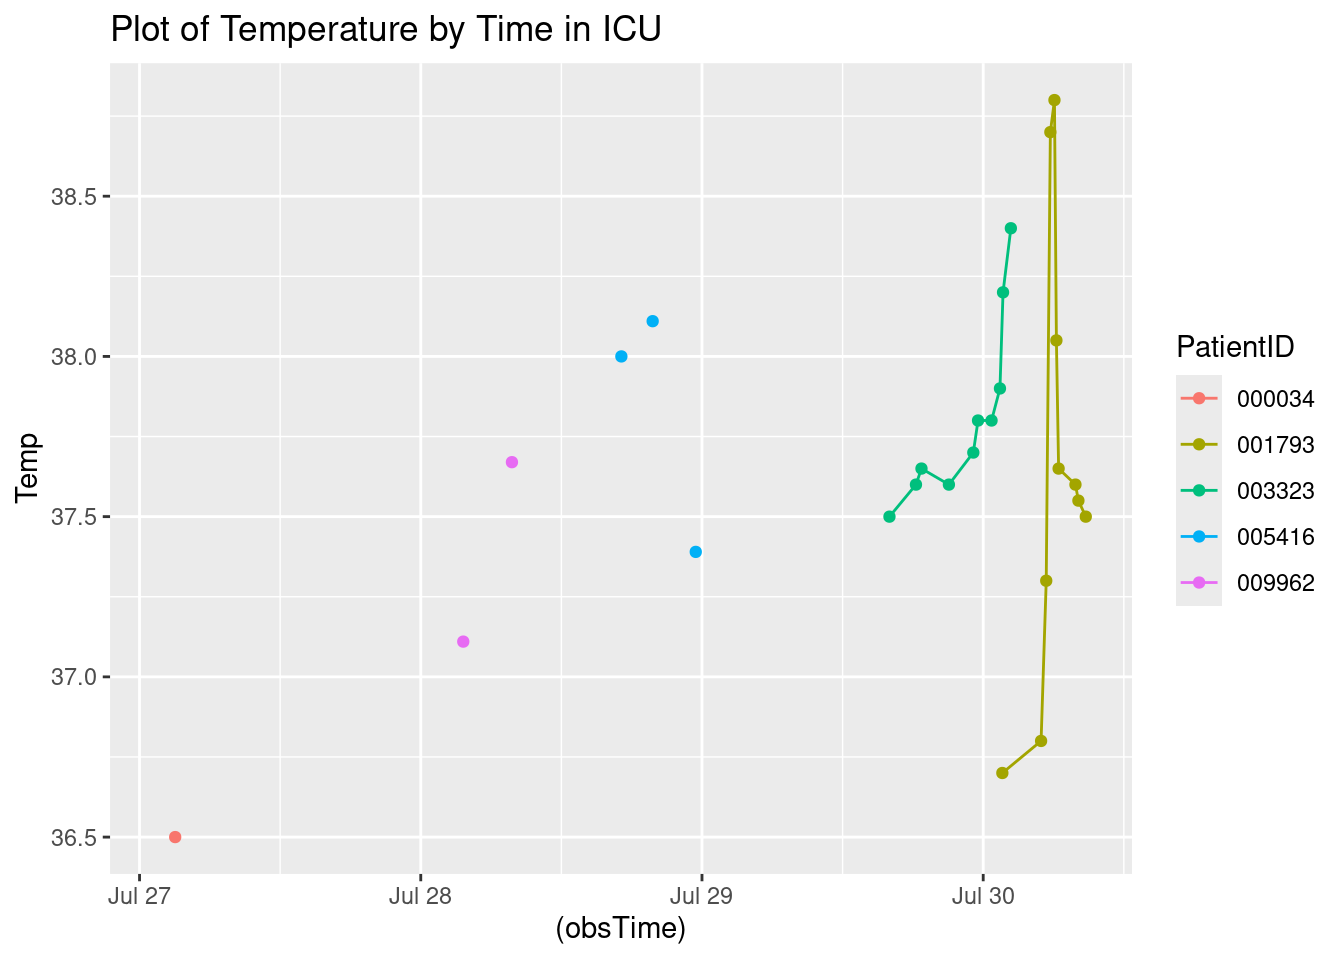 Plot of Temperature by Time in ICU
38.5
38.0
37.5
37.0
36.5
Temp
Jul 27
Jul 28
Jul 29
Jul 30
(obsTime)
PatientID
000034
001793
003323
005416
009962